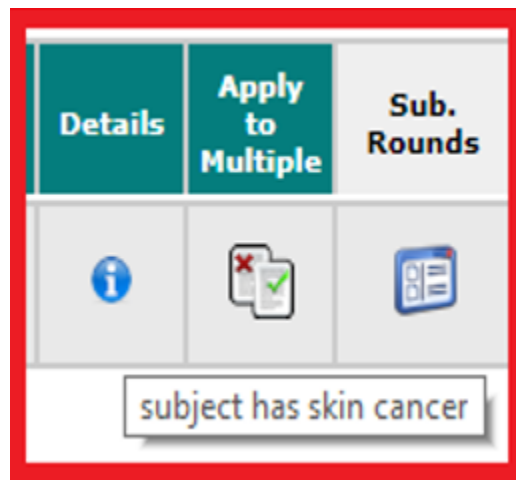 Details
Apply
to
Multiple
Sub.
Rounds
subject has skin cancer